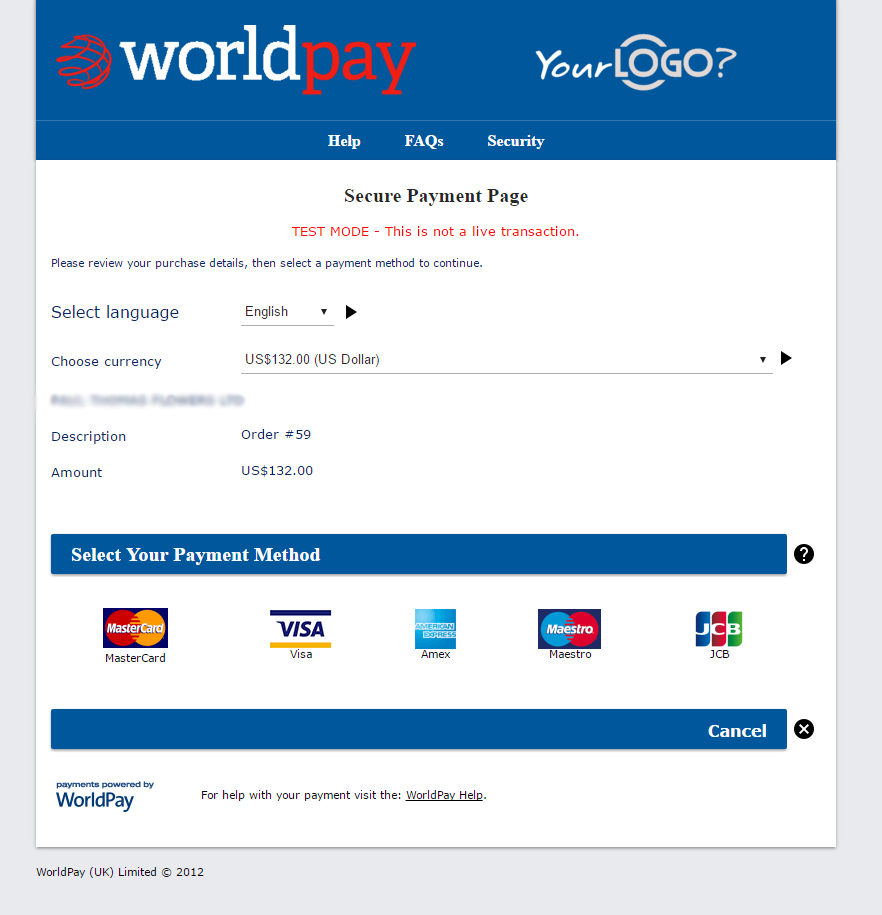 worldpay YourLOGO?
Help FAQs Security
Secure Payment Page
TEST MODE - This is not a live transaction.
Please review your purchase details, then select a payment method to continue.
Select language English
Choose currency US$132.00 (US Dollar)
Description Order #59
Amount US$132.00
Select Your Payment Method ?
MasterCard VISA AMERICAN EXPRESS Maestro JCB
MasterCard Visa Amex Maestro JCB
Cancel
payments powered by
WorldPay For help with your payment visit the: WorldPay Help.
WorldPay (UK) Limited © 2012